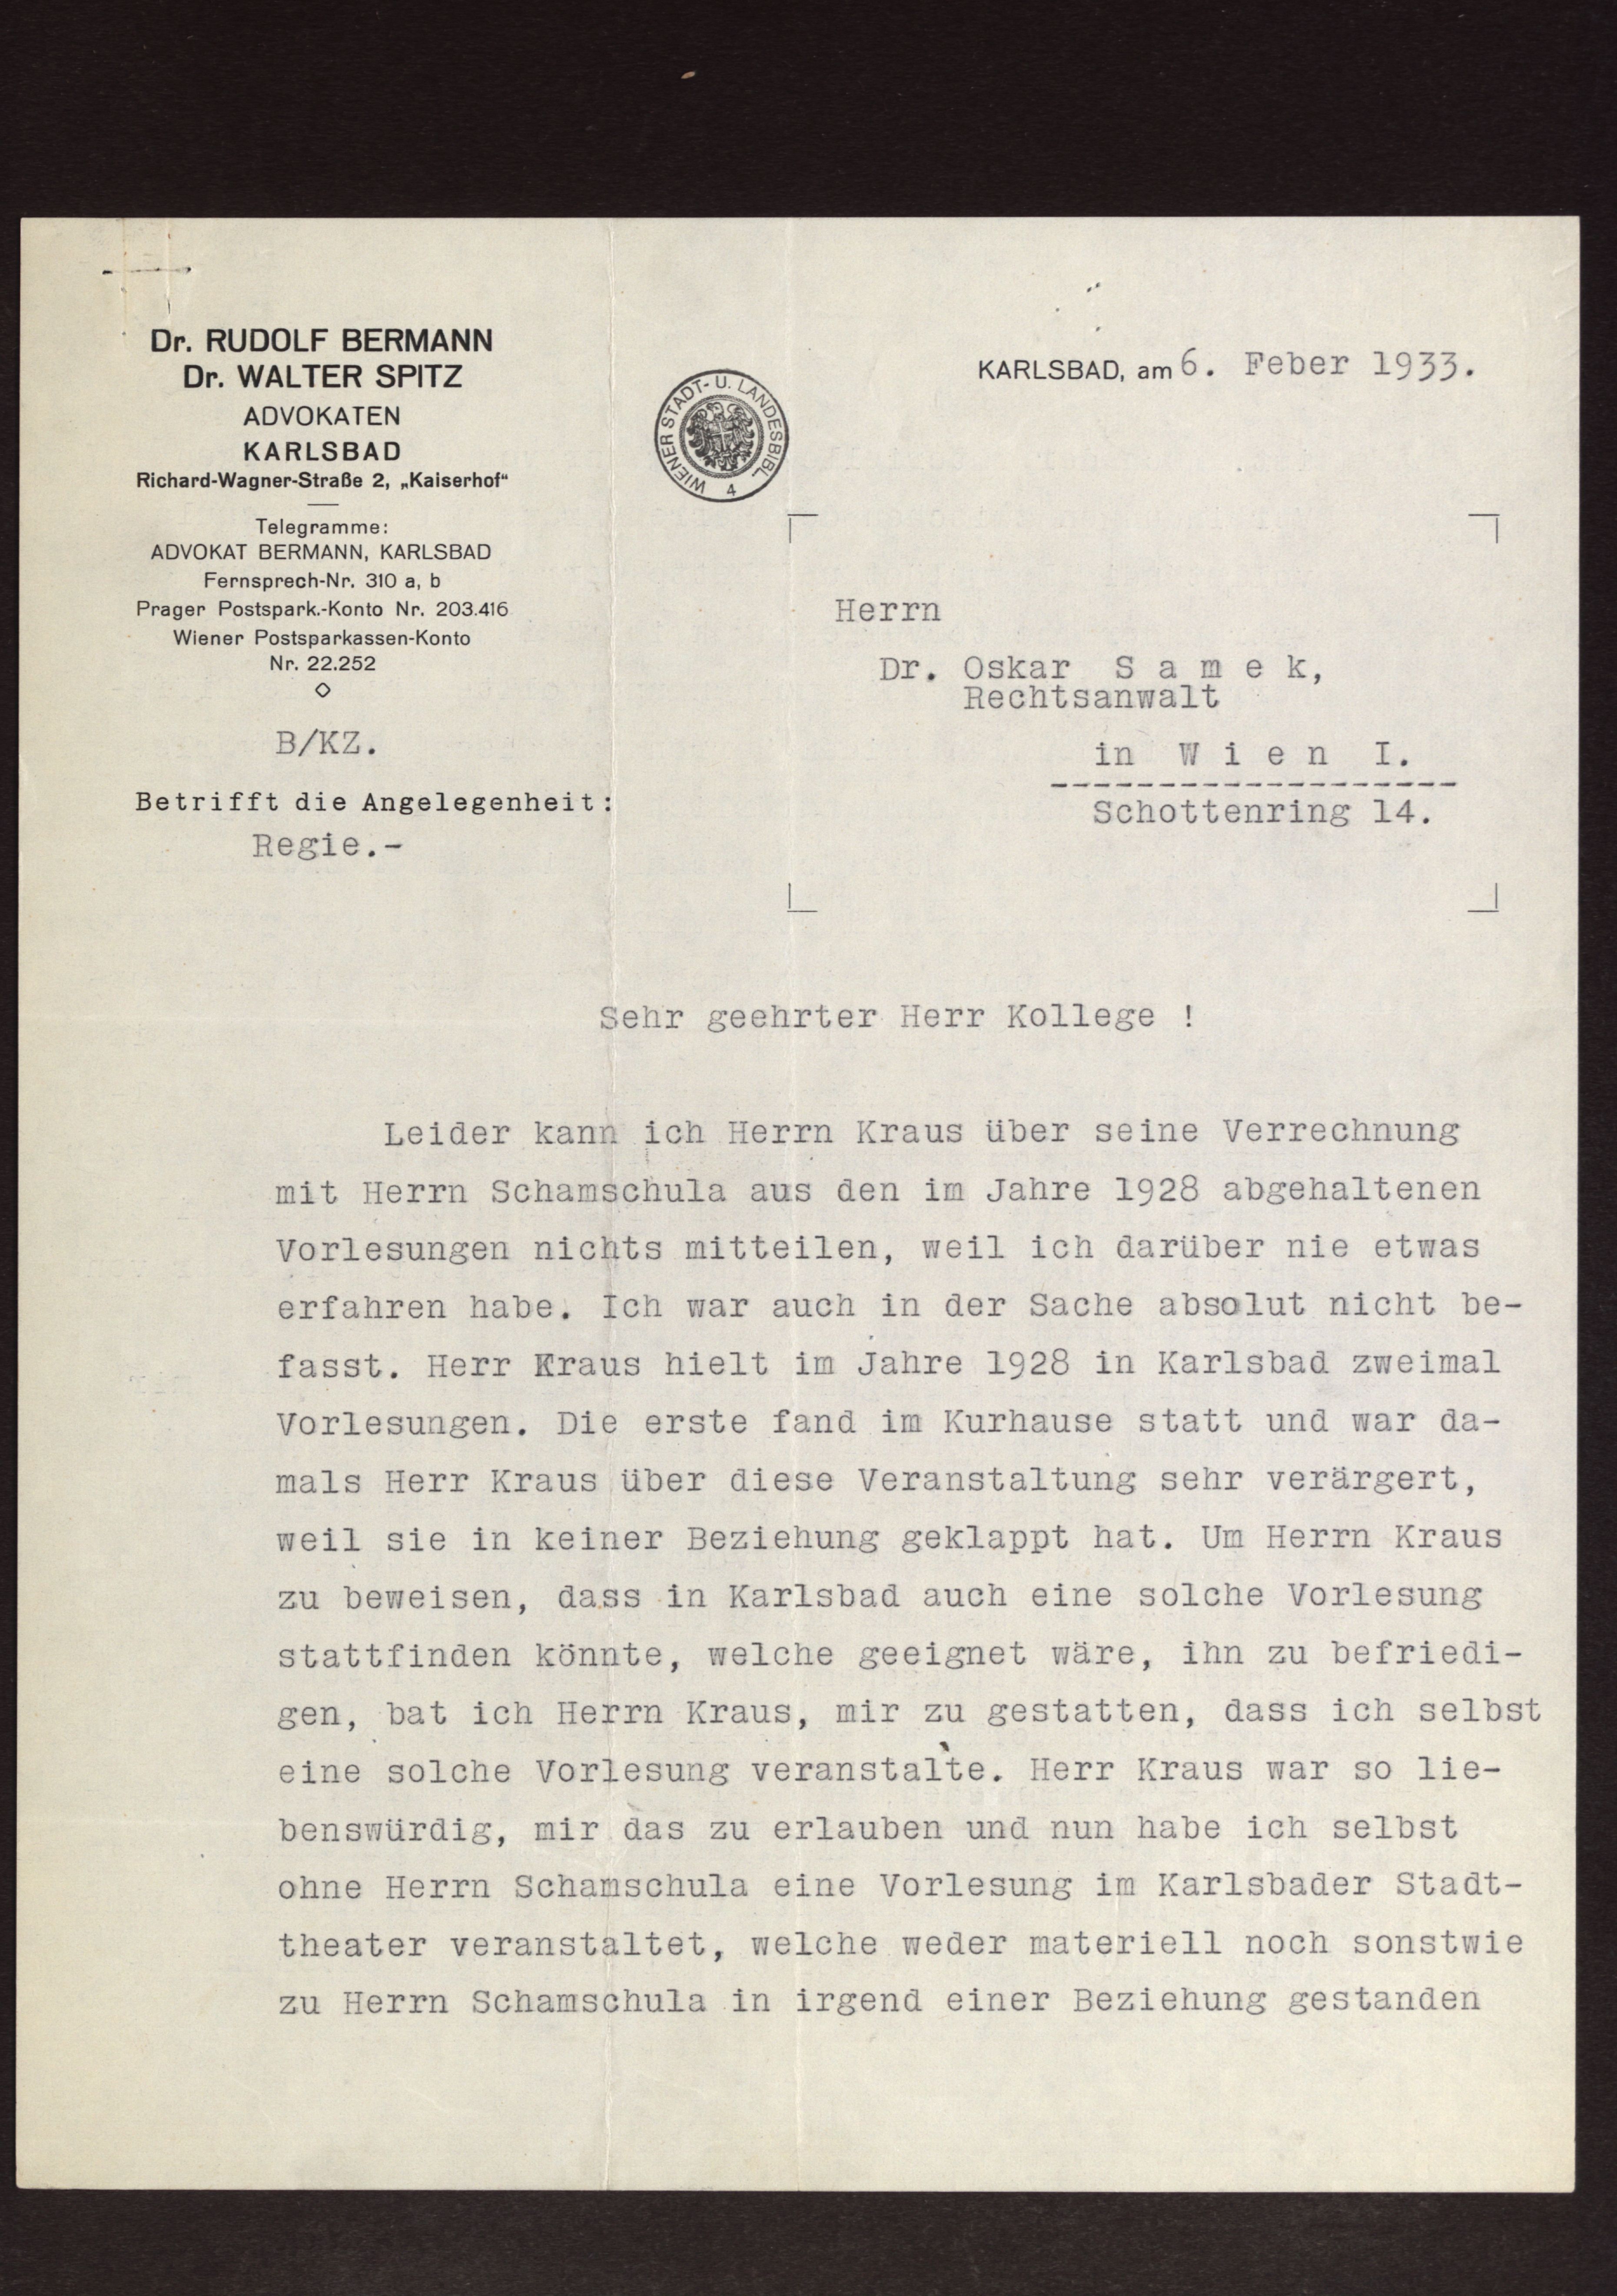 Dr. RUDOLF BERMANN
Dr. WALTER SPITZ
ADVOKATEN
KARLSBAD
Richard-Wagner-Straße 2, „Kaiserhof“
Telegramme:
ADVOKAT BERMANN, KARLSBAD
Fernsprech-Nr. 310 a, b
Prager Postspark.-Konto Nr. 203.416
Wiener Postsparkassen-Konto
Nr. 22.252
B/KZ.
Betrifft die Angelegenheit:
Regie.-
WIENER STADT- U. LANDESBIBL.
4
KARLSBAD, am 6. Feber 1933.
Herrn
Dr. Oskar S a m e k,
Rechtsanwalt
in W i e n I.
Schottenring 14.
Sehr geehrter Herr Kollege !
Leider kann ich Herrn Kraus über seine Verrechnung
mit Herrn Schamschula aus den im Jahre 1928 abgehaltenen
Vorlesungen nichts mitteilen, weil ich darüber nie etwas
erfahren habe. Ich war auch in der Sache absolut nicht be-
fasst. Herr Kraus hielt im Jahre 1928 in Karlsbad zweimal
Vorlesungen. Die erste fand im Kurhause statt und war da-
mals Herr Kraus über diese Veranstaltung sehr verärgert,
weil sie in keiner Beziehung geklappt hat. Um Herrn Kraus
zu beweisen, dass in Karlsbad auch eine solche Vorlesung
stattfinden könnte, welche geeignet wäre, ihn zu befriedi-
gen, bat ich Herrn Kraus, mir zu gestatten, dass ich selbst
eine solche Vorlesung veranstalte. Herr Kraus war so lie-
benswürdig, mir das zu erlauben und nun habe ich selbst
ohne Herrn Schamschula eine Vorlesung im Karlsbader Stadt-
theater veranstaltet, welche weder materiell noch sonstwie
zu Herrn Schamschula in irgend einer Beziehung gestanden